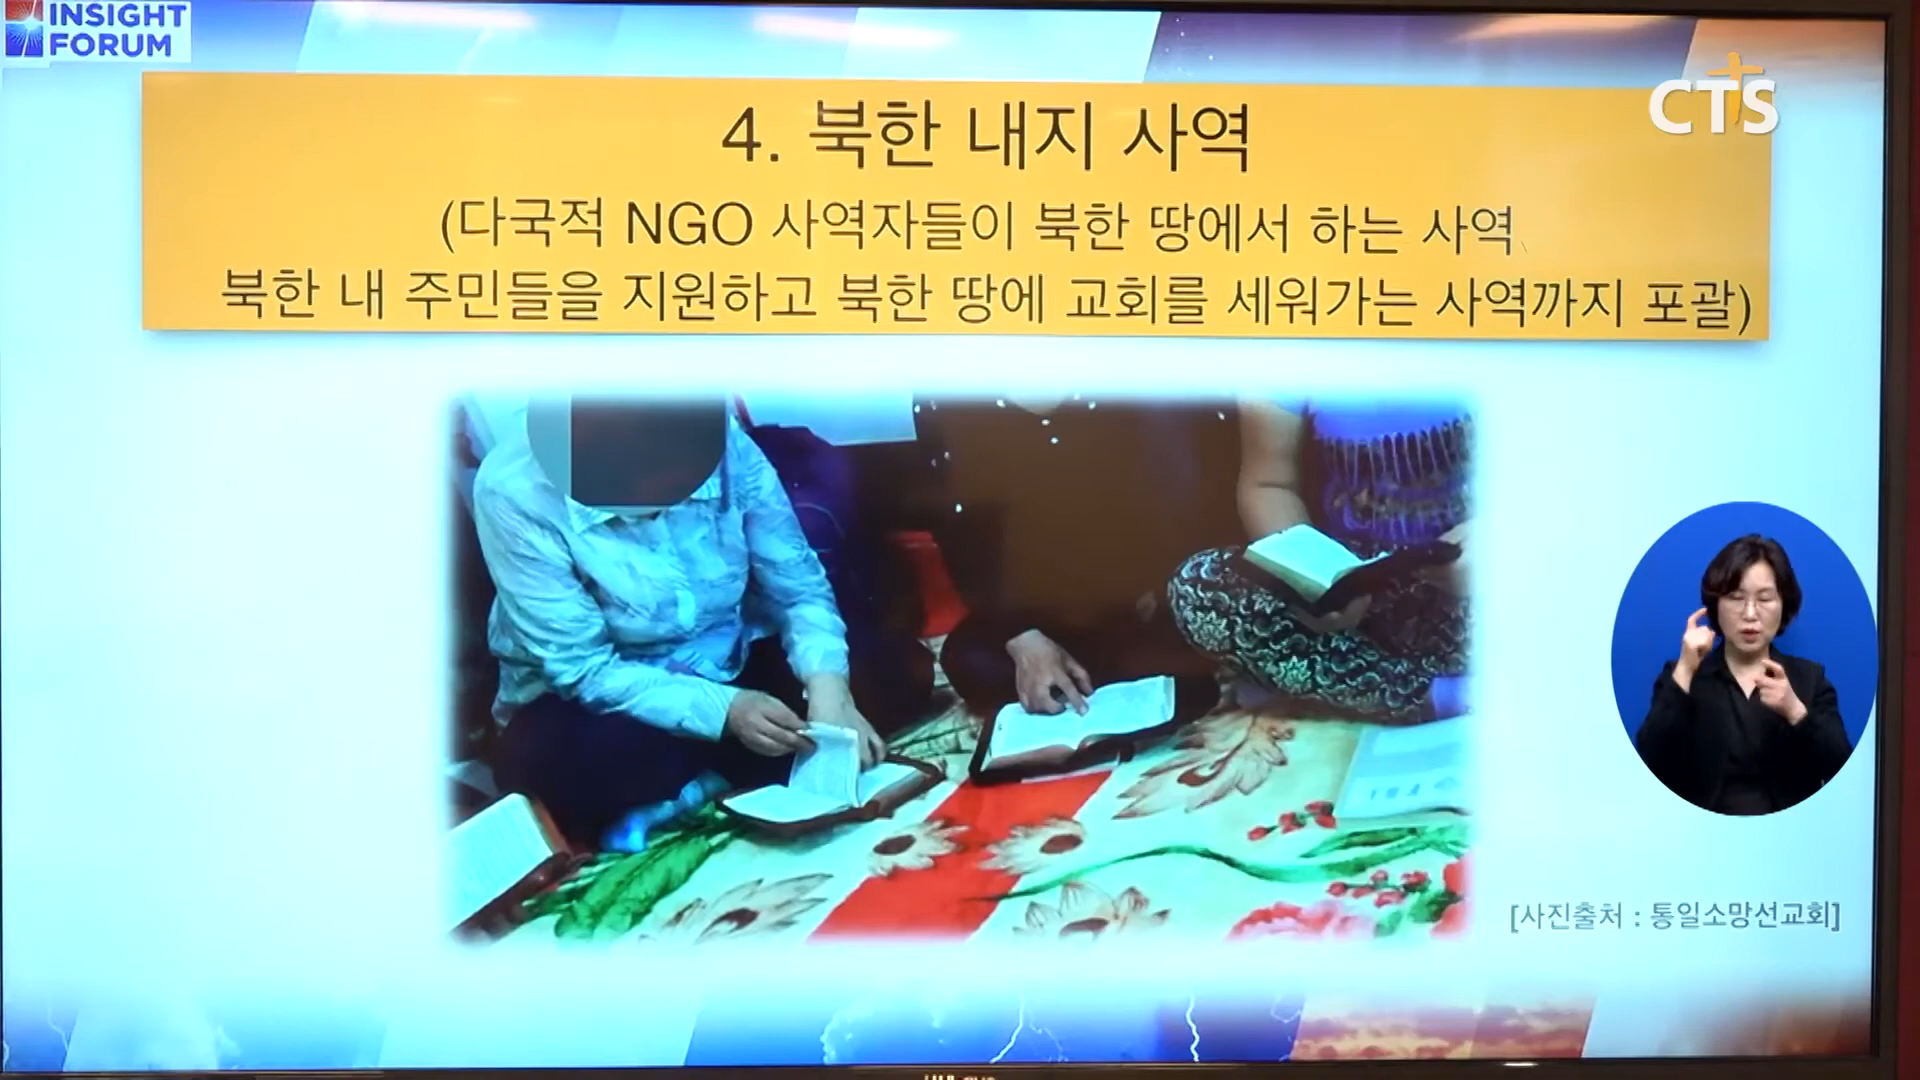 INSIGHT
FORUM
CTS
4. 북한 내지 사역
(다국적 NGO 사역자들이 북한 땅에서 하는 사역,
북한 내 주민들을 지원하고 북한 땅에 교회를 세워가는 사역까지 포괄)
[사진출처 : 통일소망선교회]